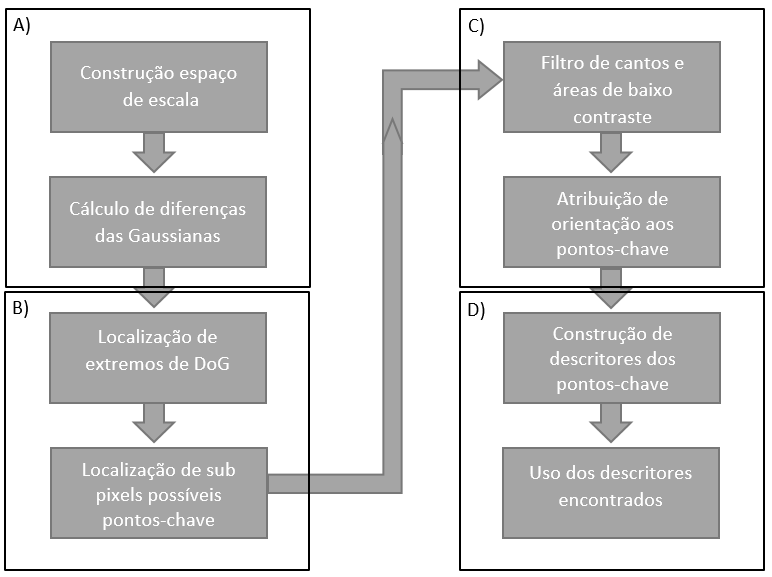 A)
Construção espaço
de escala
Cálculo de diferenças
das Gaussianas
B)
Localização de
extremos de DoG
Localização de sub
pixels possíveis
pontos-chave
C)
Filtro de cantos e
áreas de baixo
contraste
Atribuição de
orientação aos
pontos-chave
D)
Construção de
descritores dos
pontos-chave
Uso dos descritores
encontrados